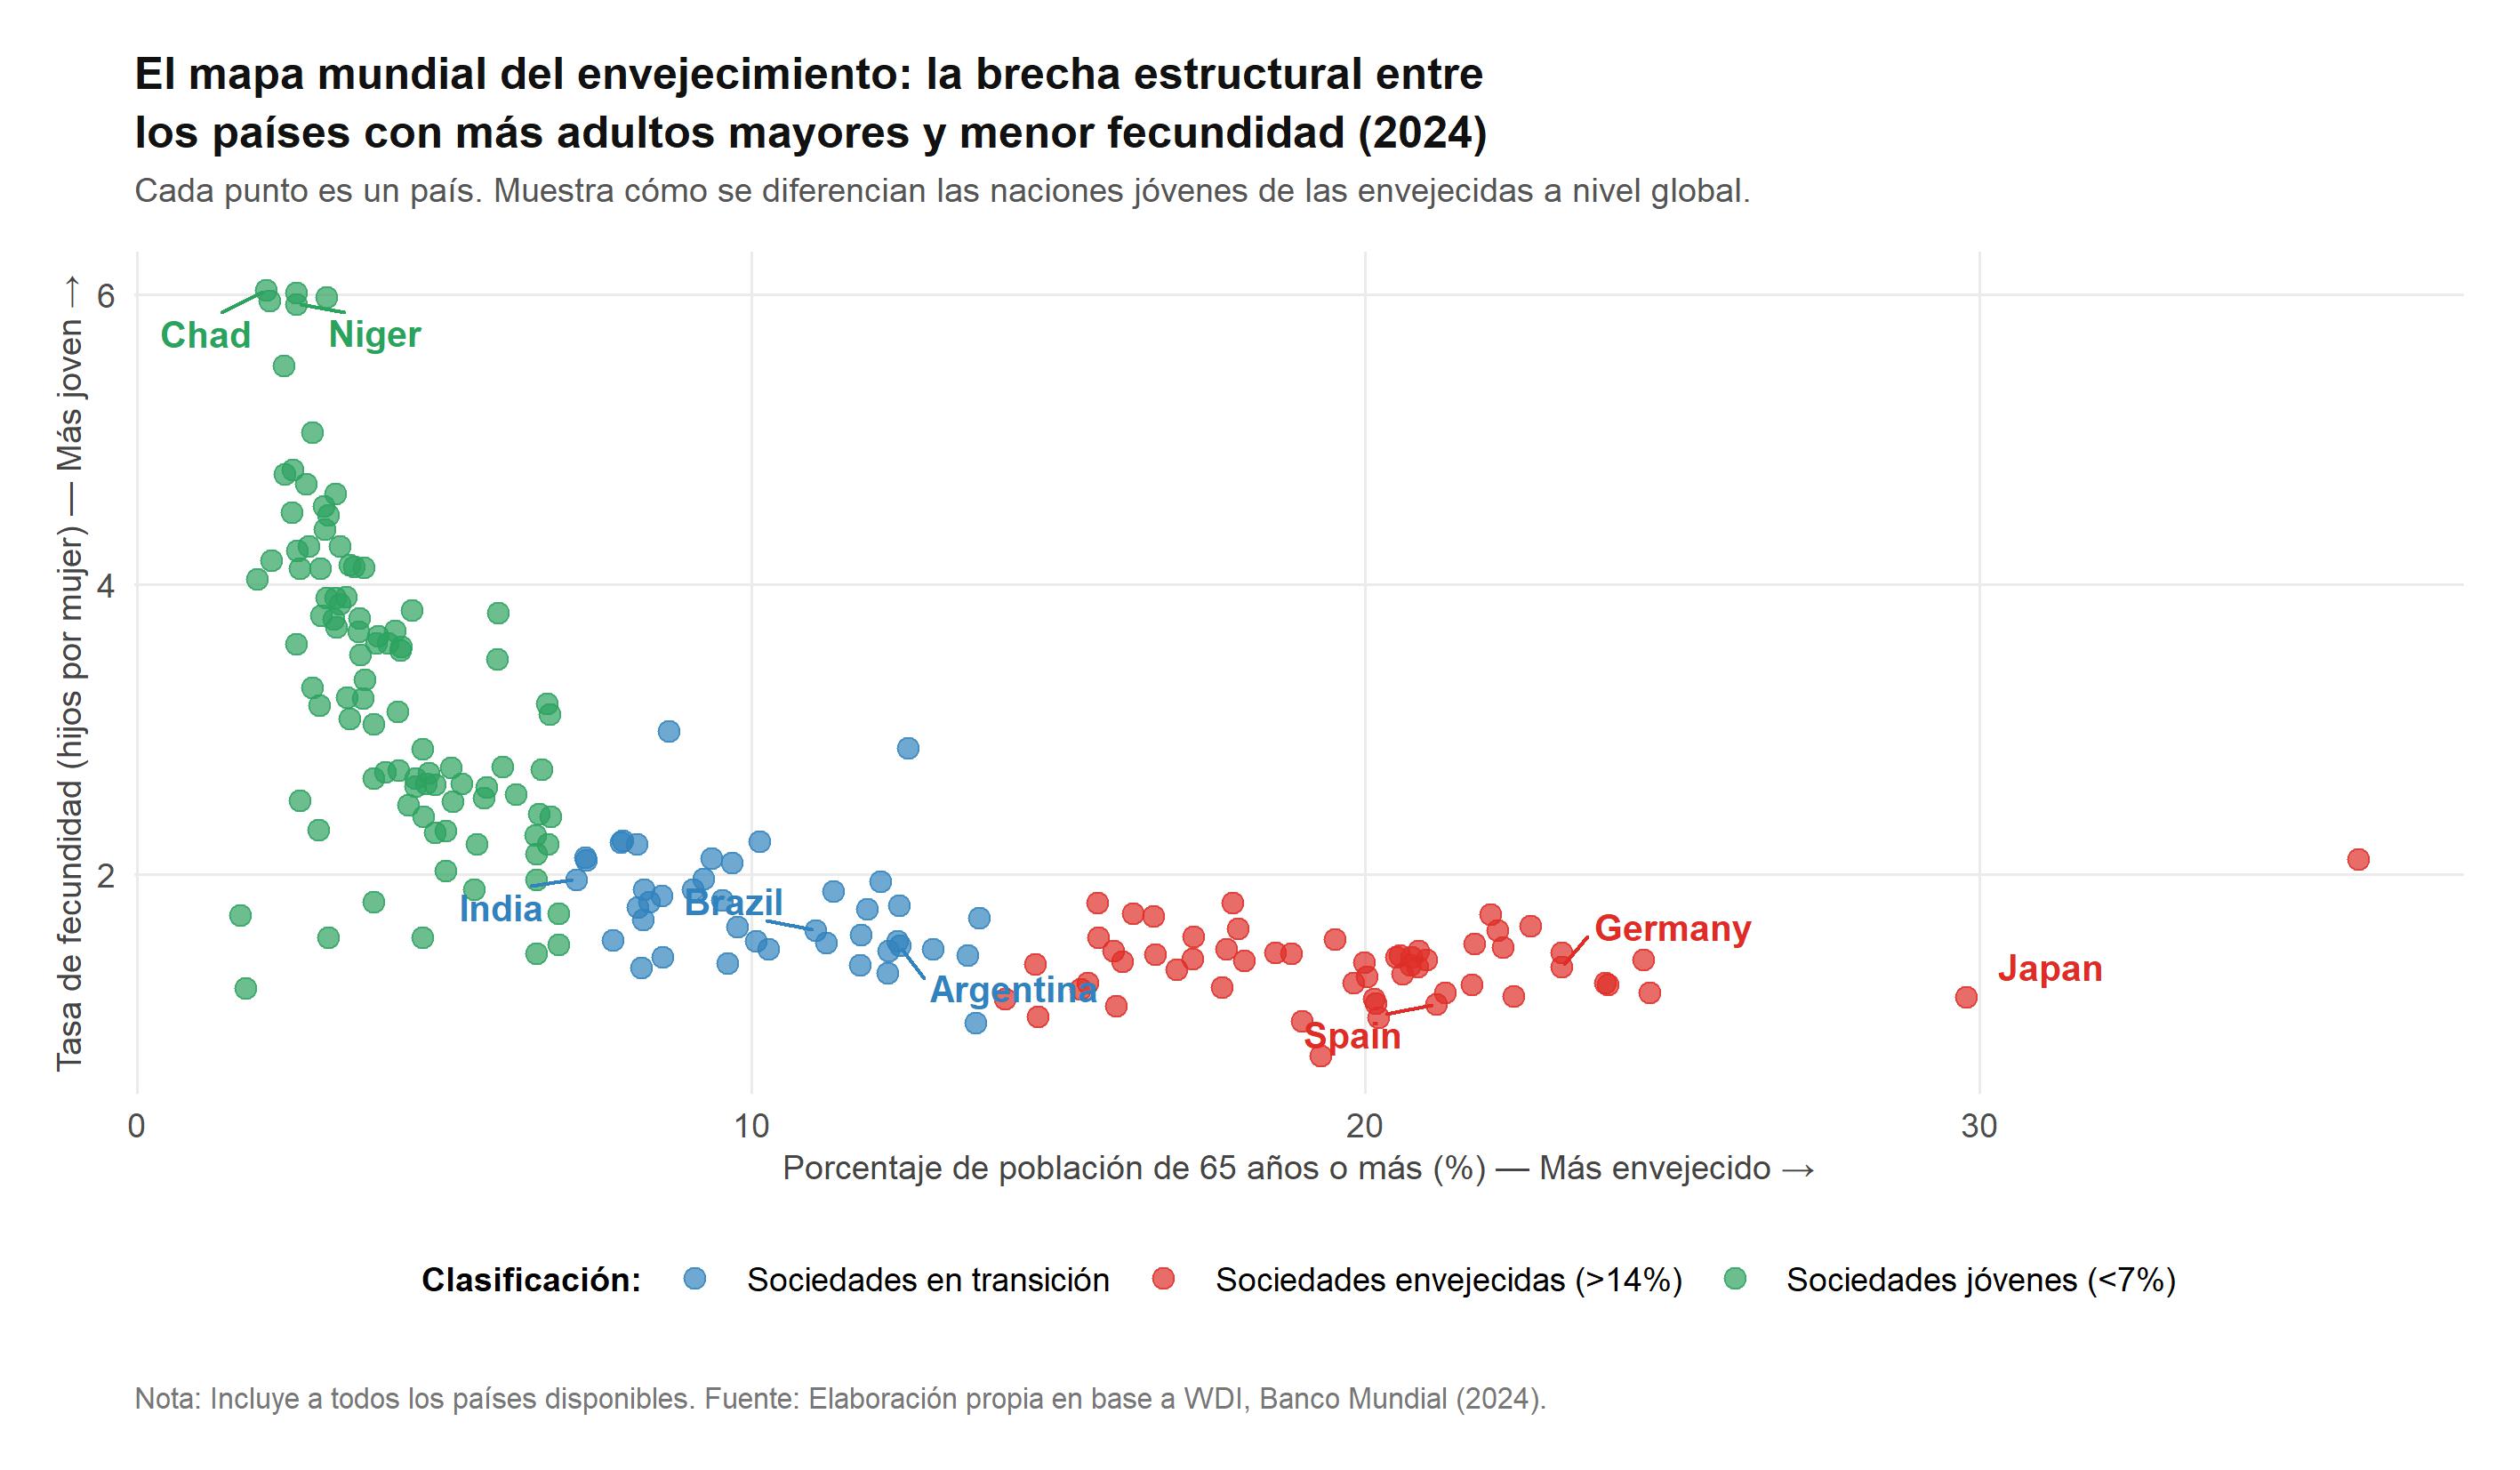 El mapa mundial del envejecimiento: la brecha estructural entre
los países con más adultos mayores y menor fecundidad (2024)
Cada punto es un país. Muestra cómo se diferencian las naciones jóvenes de las envejecidas a nivel global.
Tasa de fecundidad (hijos por mujer) — Más joven →
6
4
2
Chad
Niger
India
Brazil
Argentina
Spain
Germany
Japan
0
10
20
30
Porcentaje de población de 65 años o más (%) — Más envejecido →
Clasificación:
Sociedades en transición
Sociedades envejecidas (>14%)
Sociedades jóvenes (<7%)
Nota: Incluye a todos los países disponibles. Fuente: Elaboración propia en base a WDI, Banco Mundial (2024).